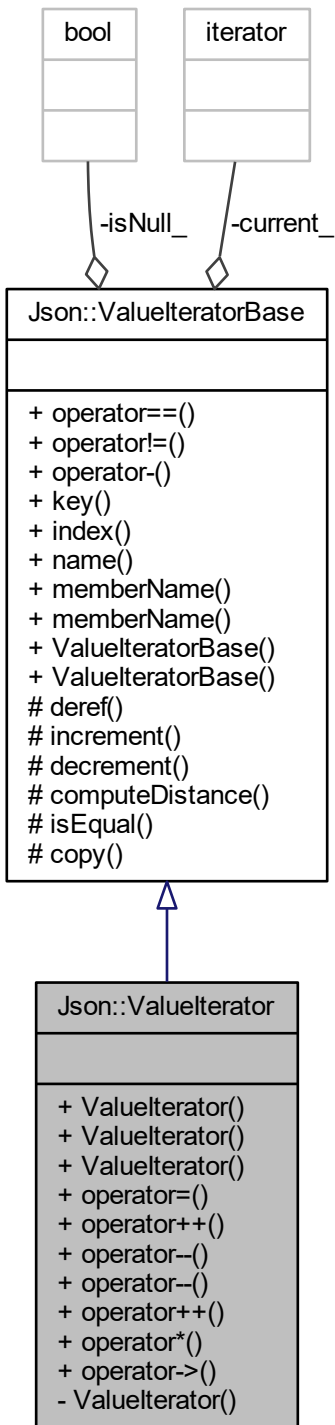 bool
iterator
-isNull_
-current_
Json::ValueIteratorBase
+ operator==()
+ operator!=()
+ operator-()
+ key()
+ index()
+ name()
+ memberName()
+ memberName()
+ ValueIteratorBase()
+ ValueIteratorBase()
# deref()
# increment()
# decrement()
# computeDistance()
# isEqual()
# copy()
Json::ValueIterator
+ ValueIterator()
+ ValueIterator()
+ ValueIterator()
+ operator=()
+ operator++()
+ operator--()
+ operator--()
+ operator++()
+ operator*()
+ operator->()
- ValueIterator()